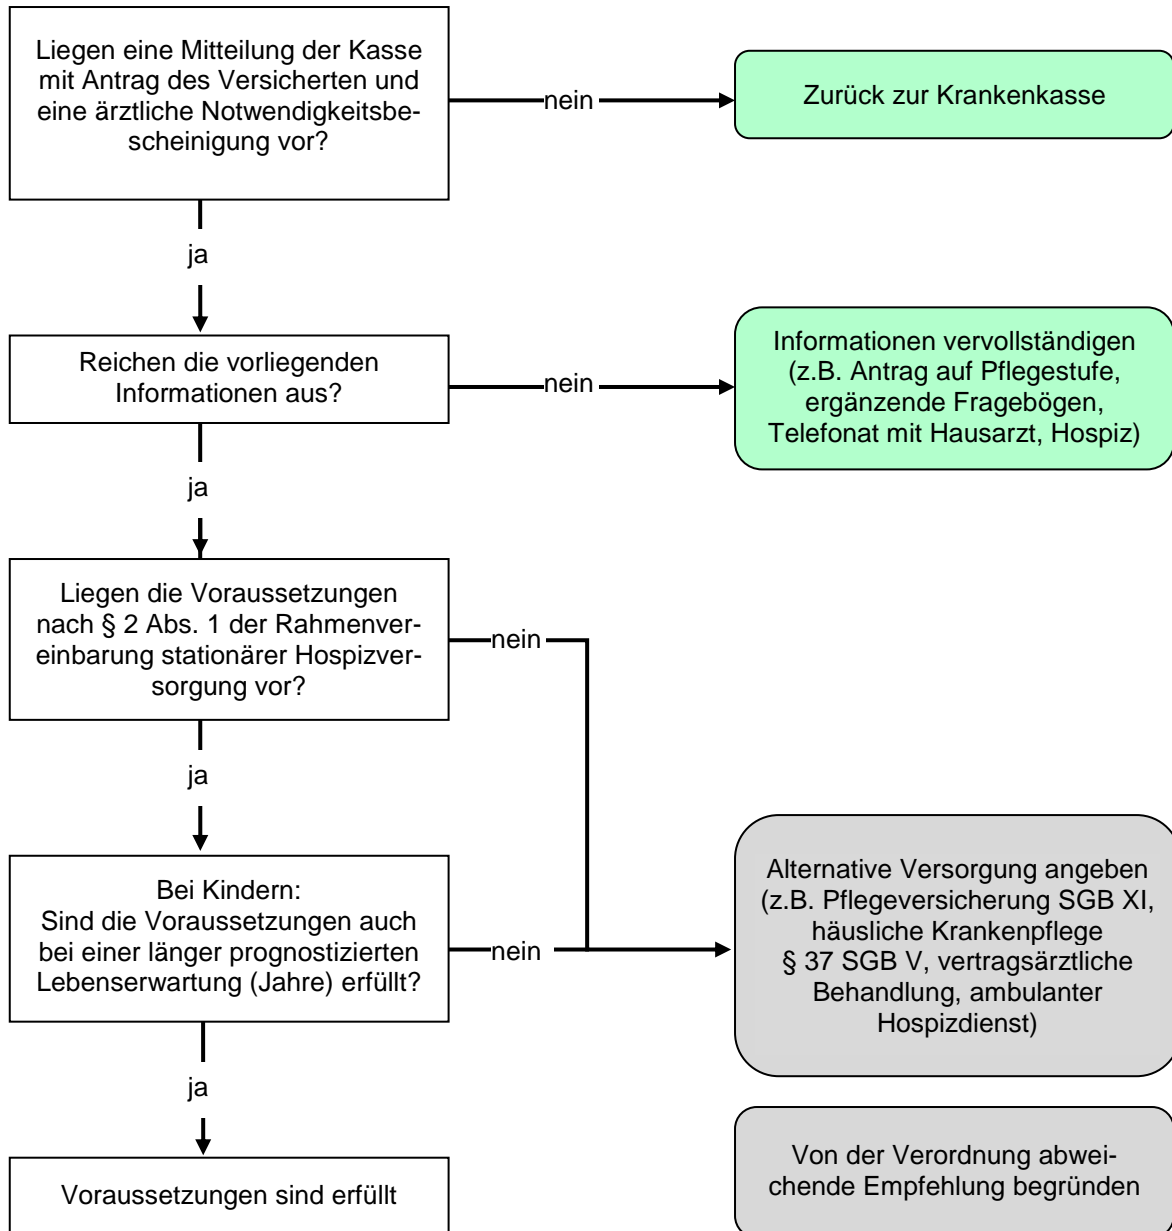 Liegen eine Mitteilung der Kasse
mit Antrag des Versicherten und
eine ärztliche Notwendigkeitsbe-
scheinigung vor?
nein
Zurück zur Krankenkasse
ja
Reichen die vorliegenden
Informationen aus?
nein
Informationen vervollständigen
(z.B. Antrag auf Pflegestufe,
ergänzende Fragebögen,
Telefonat mit Hausarzt, Hospiz)
ja
Liegen die Voraussetzungen
nach § 2 Abs. 1 der Rahmenver-
einbarung stationärer Hospizver-
sorgung vor?
nein
ja
Bei Kindern:
Sind die Voraussetzungen auch
bei einer länger prognostizierten
Lebenserwartung (Jahre) erfüllt?
nein
Alternative Versorgung angeben
(z.B. Pflegeversicherung SGB XI,
häusliche Krankenpflege
§ 37 SGB V, vertragsärztliche
Behandlung, ambulanter
Hospizdienst)
ja
Voraussetzungen sind erfüllt
Von der Verordnung abwei-
chende Empfehlung begründen